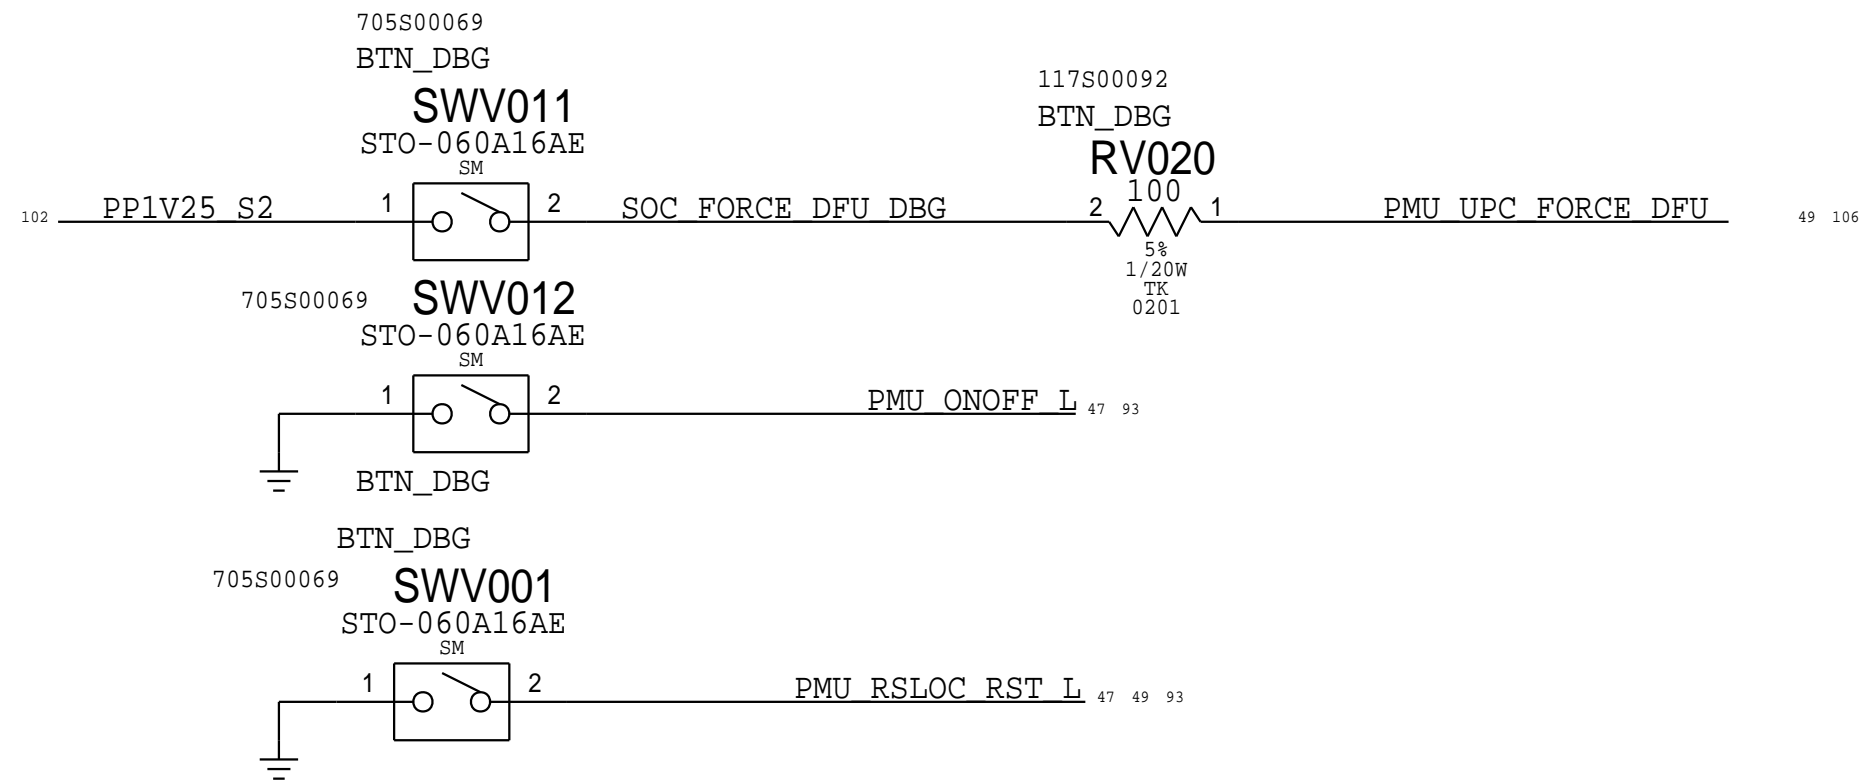 705S00069
BTN_DBG
SWV011
STO-060A16AE
SM
102 PP1V25_S2 1 2 SOC_FORCE_DFU_DBG
117S00092
BTN_DBG
RV020
100
2 1 PMU_UPC_FORCE_DFU 49 106
5%
1/20W
TK
0201
705S00069 SWV012
STO-060A16AE
SM
1 2 PMU_ONOFF_L 47 93
BTN_DBG
BTN_DBG
705S00069 SWV001
STO-060A16AE
SM
1 2 PMU_RSLOC_RST_L 47 49 93